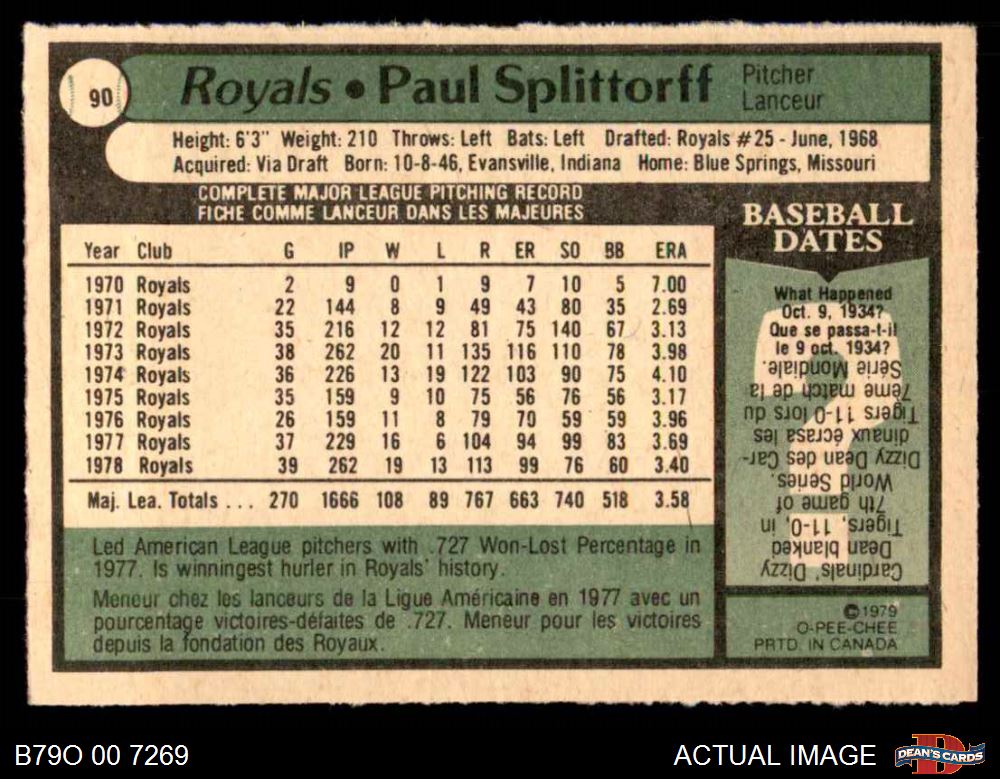 90
Royals • Paul Splittorff
Pitcher
Lanceur
Height: 6'3" Weight: 210 Throws: Left Bats: Left Drafted: Royals #25 - June, 1968
Acquired: Via Draft Born: 10-8-46, Evansville, Indiana Home: Blue Springs, Missouri
COMPLETE MAJOR LEAGUE PITCHING RECORD
FICHE COMME LANCEUR DANS LES MAJEURES
Year Club G IP W L R ER SO BB ERA
1970 Royals 2 9 0 1 9 7 10 5 7.00
1971 Royals 22 144 8 9 49 43 80 35 2.69
1972 Royals 35 216 12 12 81 75 140 67 3.13
1973 Royals 38 262 20 11 135 116 110 78 3.98
1974 Royals 36 226 13 19 122 103 90 75 4.10
1975 Royals 35 159 9 10 75 56 76 56 3.17
1976 Royals 26 159 11 8 79 70 59 59 3.96
1977 Royals 37 229 16 6 104 94 99 83 3.69
1978 Royals 39 262 19 13 113 99 76 60 3.40
Maj. Lea. Totals ... 270 1666 108 89 767 663 740 518 3.58
Led American League pitchers with .727 Won-Lost Percentage in
1977. Is winningest hurler in Royals' history.
Meneur chez les lanceurs de la Ligue Américaine en 1977 avec un
pourcentage victoires-défaites de .727. Meneur pour les victoires
depuis la fondation des Royaux.
BASEBALL
DATES
What Happened
Oct. 9, 1934?
Que se passa-t-il
le 9 oct. 1934?
Cardinals' Dizzy
Dean blanked
Tigers, 11-0, in
7th game of
World Series.
Dizzy Dean des Car-
dinaux écrasa les
Tigers 11-0 lors du
7ème match de la
Série Mondiale.
©1979
O-PEE-CHEE
PRTD. IN CANADA
B79O 00 7269
ACTUAL IMAGE
D
DEAN'S CARDS